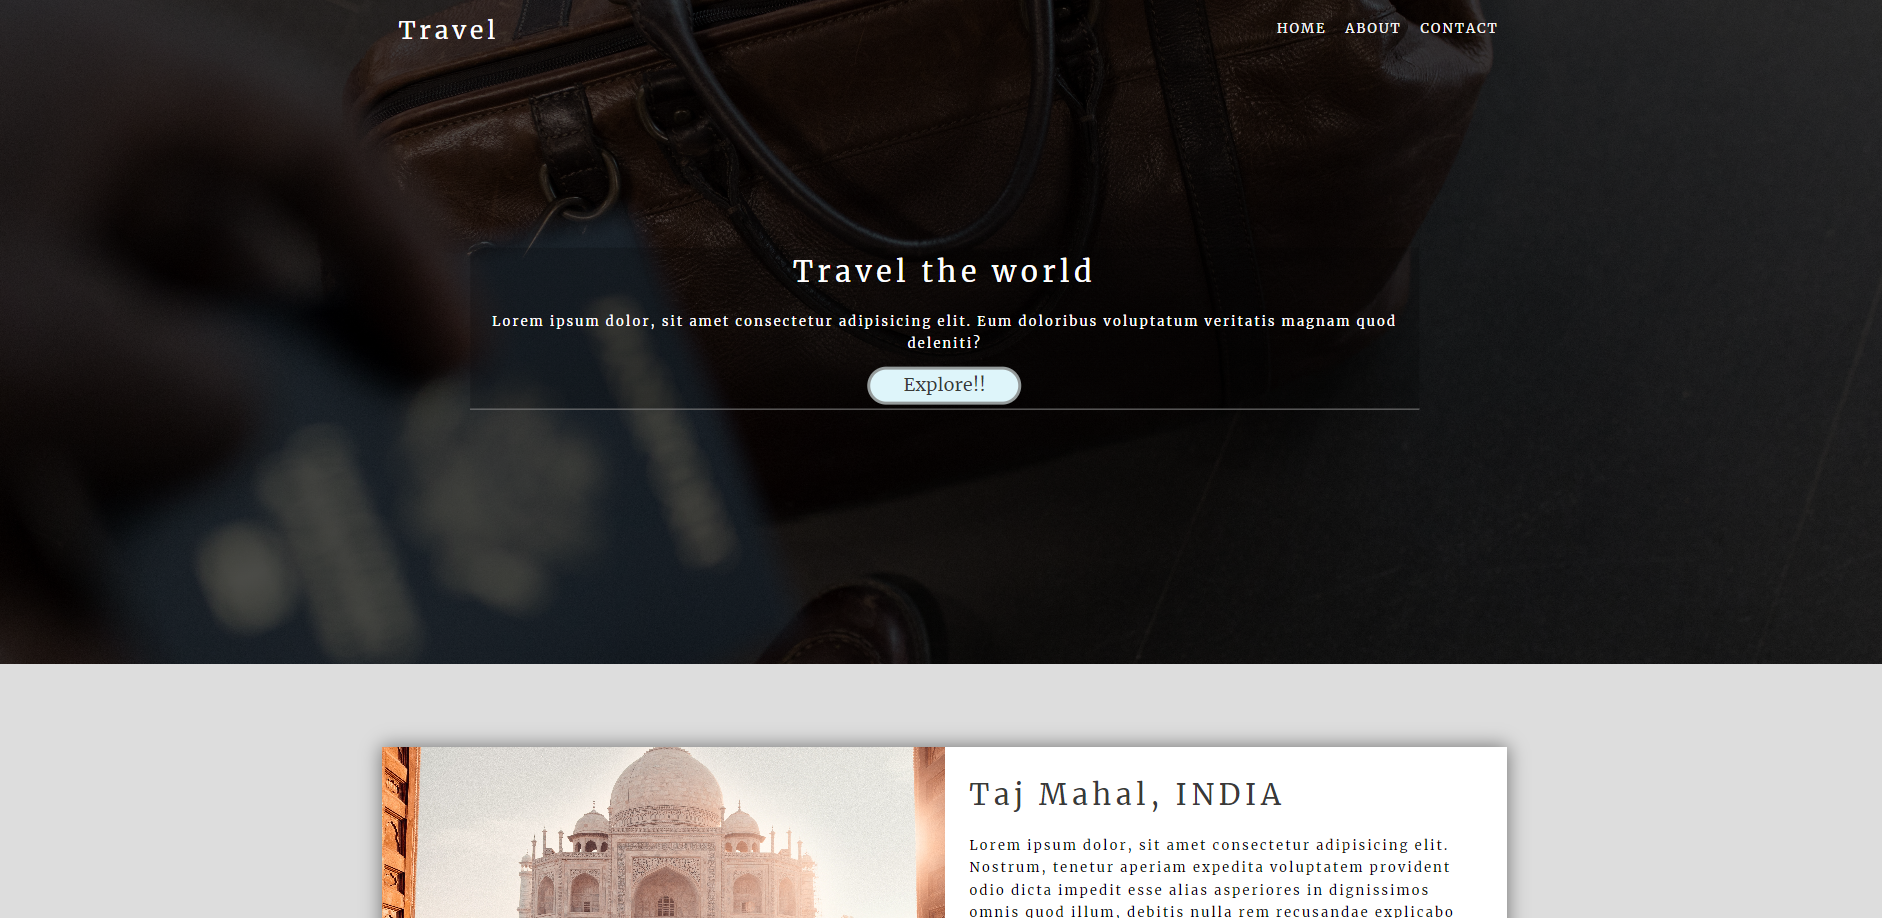 Travel
HOME ABOUT CONTACT
Travel the world
Lorem ipsum dolor, sit amet consectetur adipisicing elit. Eum doloribus voluptatum veritatis magnam quod
deleniti?
Explore!!
Taj Mahal, INDIA
Lorem ipsum dolor, sit amet consectetur adipisicing elit.
Nostrum, tenetur aperiam expedita voluptatem provident
odio dicta impedit esse alias asperiores in dignissimos
omnis quod illum, debitis nulla rem recusandae explicabo